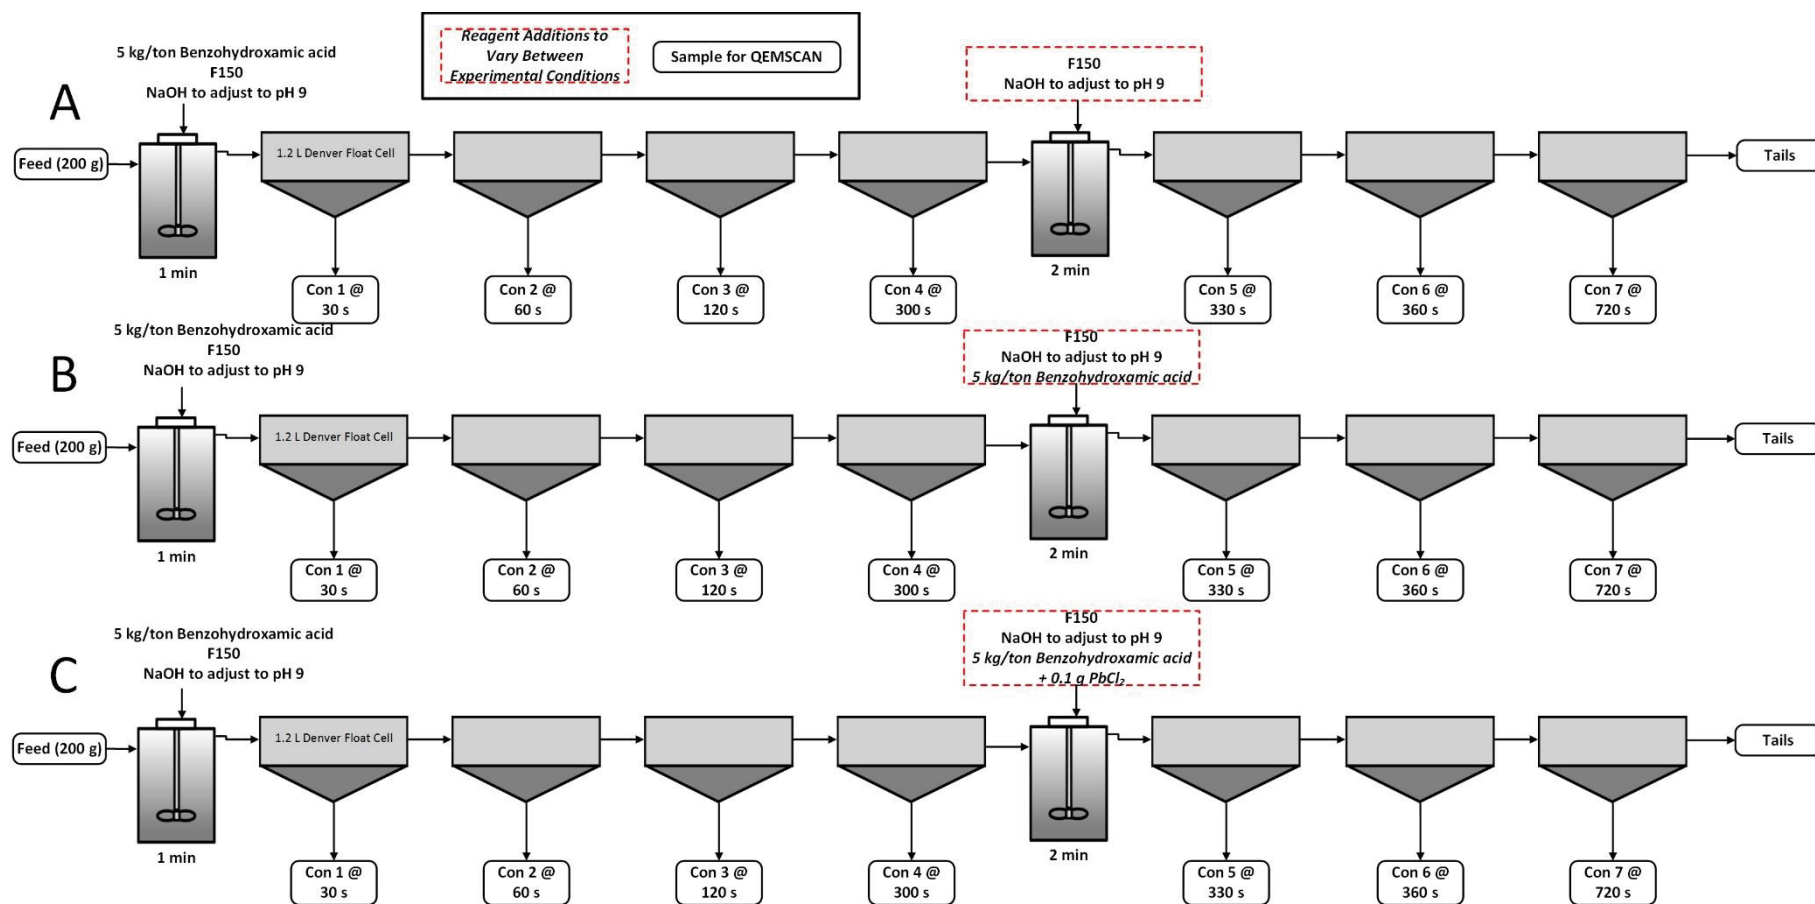 5 kg/ton Benzohydroxamic acid
F150
NaOH to adjust to pH 9
Reagent Additions to
Vary Between
Experimental Conditions
Sample for QEMSCAN
F150
NaOH to adjust to pH 9
A
Feed (200 g)
1.2 L Denver Float Cell
Tails
1 min
2 min
Con 1 @
30 s
Con 2 @
60 s
Con 3 @
120 s
Con 4 @
300 s
Con 5 @
330 s
Con 6 @
360 s
Con 7 @
720 s
5 kg/ton Benzohydroxamic acid
F150
NaOH to adjust to pH 9
F150
NaOH to adjust to pH 9
5 kg/ton Benzohydroxamic acid
B
Feed (200 g)
1.2 L Denver Float Cell
Tails
1 min
2 min
Con 1 @
30 s
Con 2 @
60 s
Con 3 @
120 s
Con 4 @
300 s
Con 5 @
330 s
Con 6 @
360 s
Con 7 @
720 s
5 kg/ton Benzohydroxamic acid
F150
NaOH to adjust to pH 9
F150
NaOH to adjust to pH 9
5 kg/ton Benzohydroxamic acid
+ 0.1 g PbCl₂
C
Feed (200 g)
1.2 L Denver Float Cell
Tails
1 min
2 min
Con 1 @
30 s
Con 2 @
60 s
Con 3 @
120 s
Con 4 @
300 s
Con 5 @
330 s
Con 6 @
360 s
Con 7 @
720 s